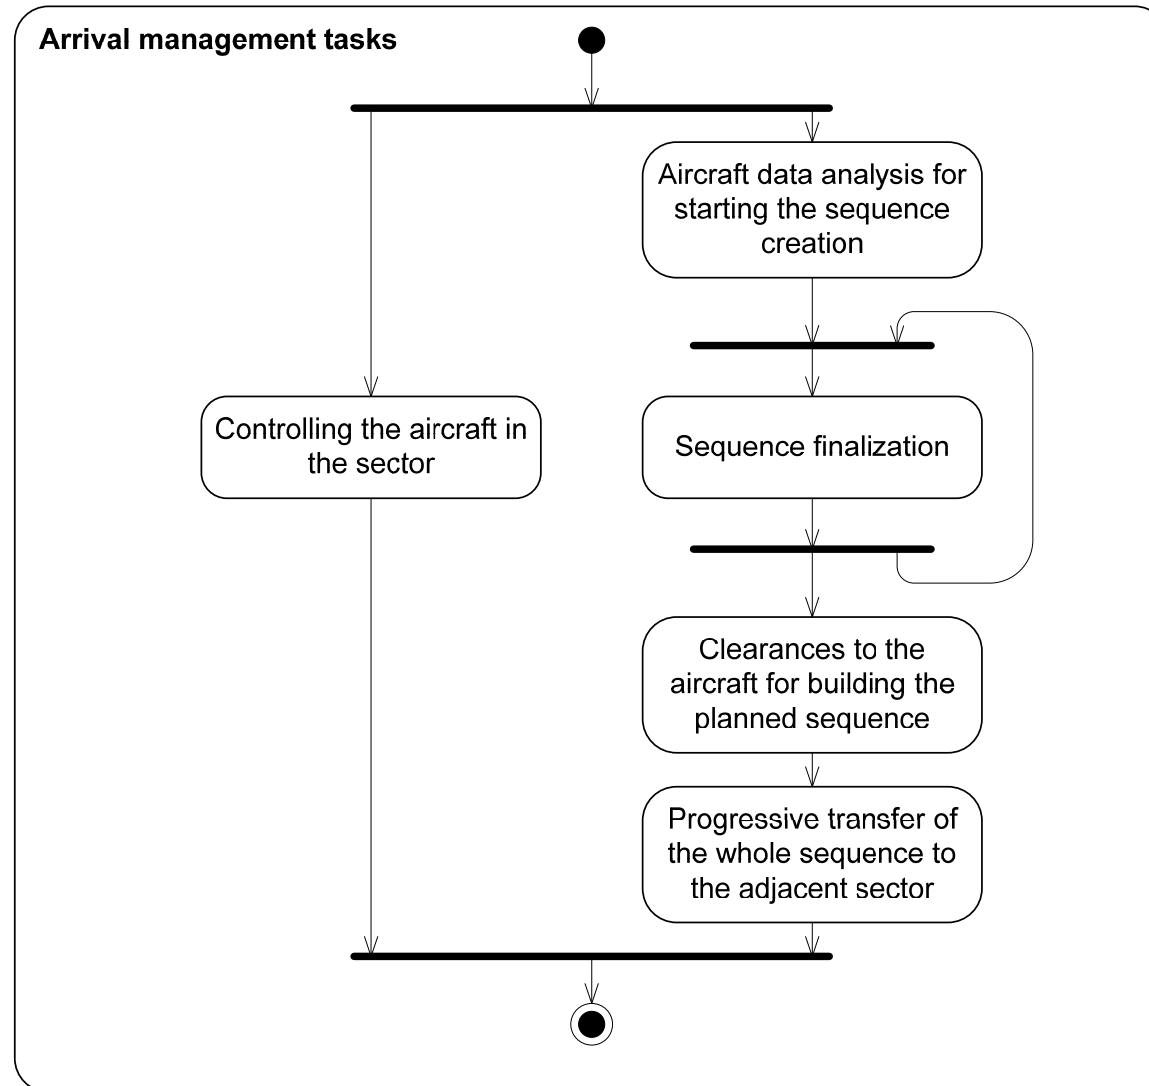 Arrival management tasks
Aircraft data analysis for
starting the sequence
creation
Controlling the aircraft in
the sector
Sequence finalization
Clearances to the
aircraft for building the
planned sequence
Progressive transfer of
the whole sequence to
the adjacent sector